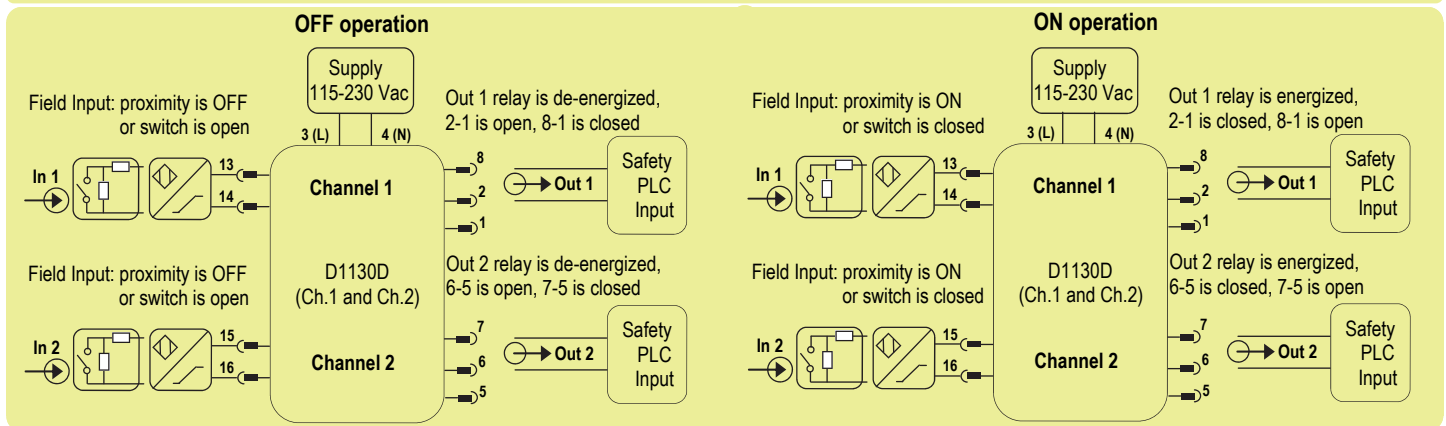 OFF operation
Supply
115-230 Vac
Field Input: proximity is OFF
or switch is open
Out 1 relay is de-energized,
2-1 is open, 8-1 is closed
3 (L) 4 (N)
In 1
13
14
Channel 1
8
2
1
Out 1
Safety
PLC
Input
Field Input: proximity is OFF
or switch is open
D1130D
(Ch.1 and Ch.2)
Out 2 relay is de-energized,
6-5 is open, 7-5 is closed
In 2
15
16
Channel 2
7
6
5
Out 2
Safety
PLC
Input
ON operation
Supply
115-230 Vac
Field Input: proximity is ON
or switch is closed
Out 1 relay is energized,
2-1 is closed, 8-1 is open
3 (L) 4 (N)
In 1
13
14
Channel 1
8
2
1
Out 1
Safety
PLC
Input
Field Input: proximity is ON
or switch is closed
D1130D
(Ch.1 and Ch.2)
Out 2 relay is energized,
6-5 is closed, 7-5 is open
In 2
15
16
Channel 2
7
6
5
Out 2
Safety
PLC
Input